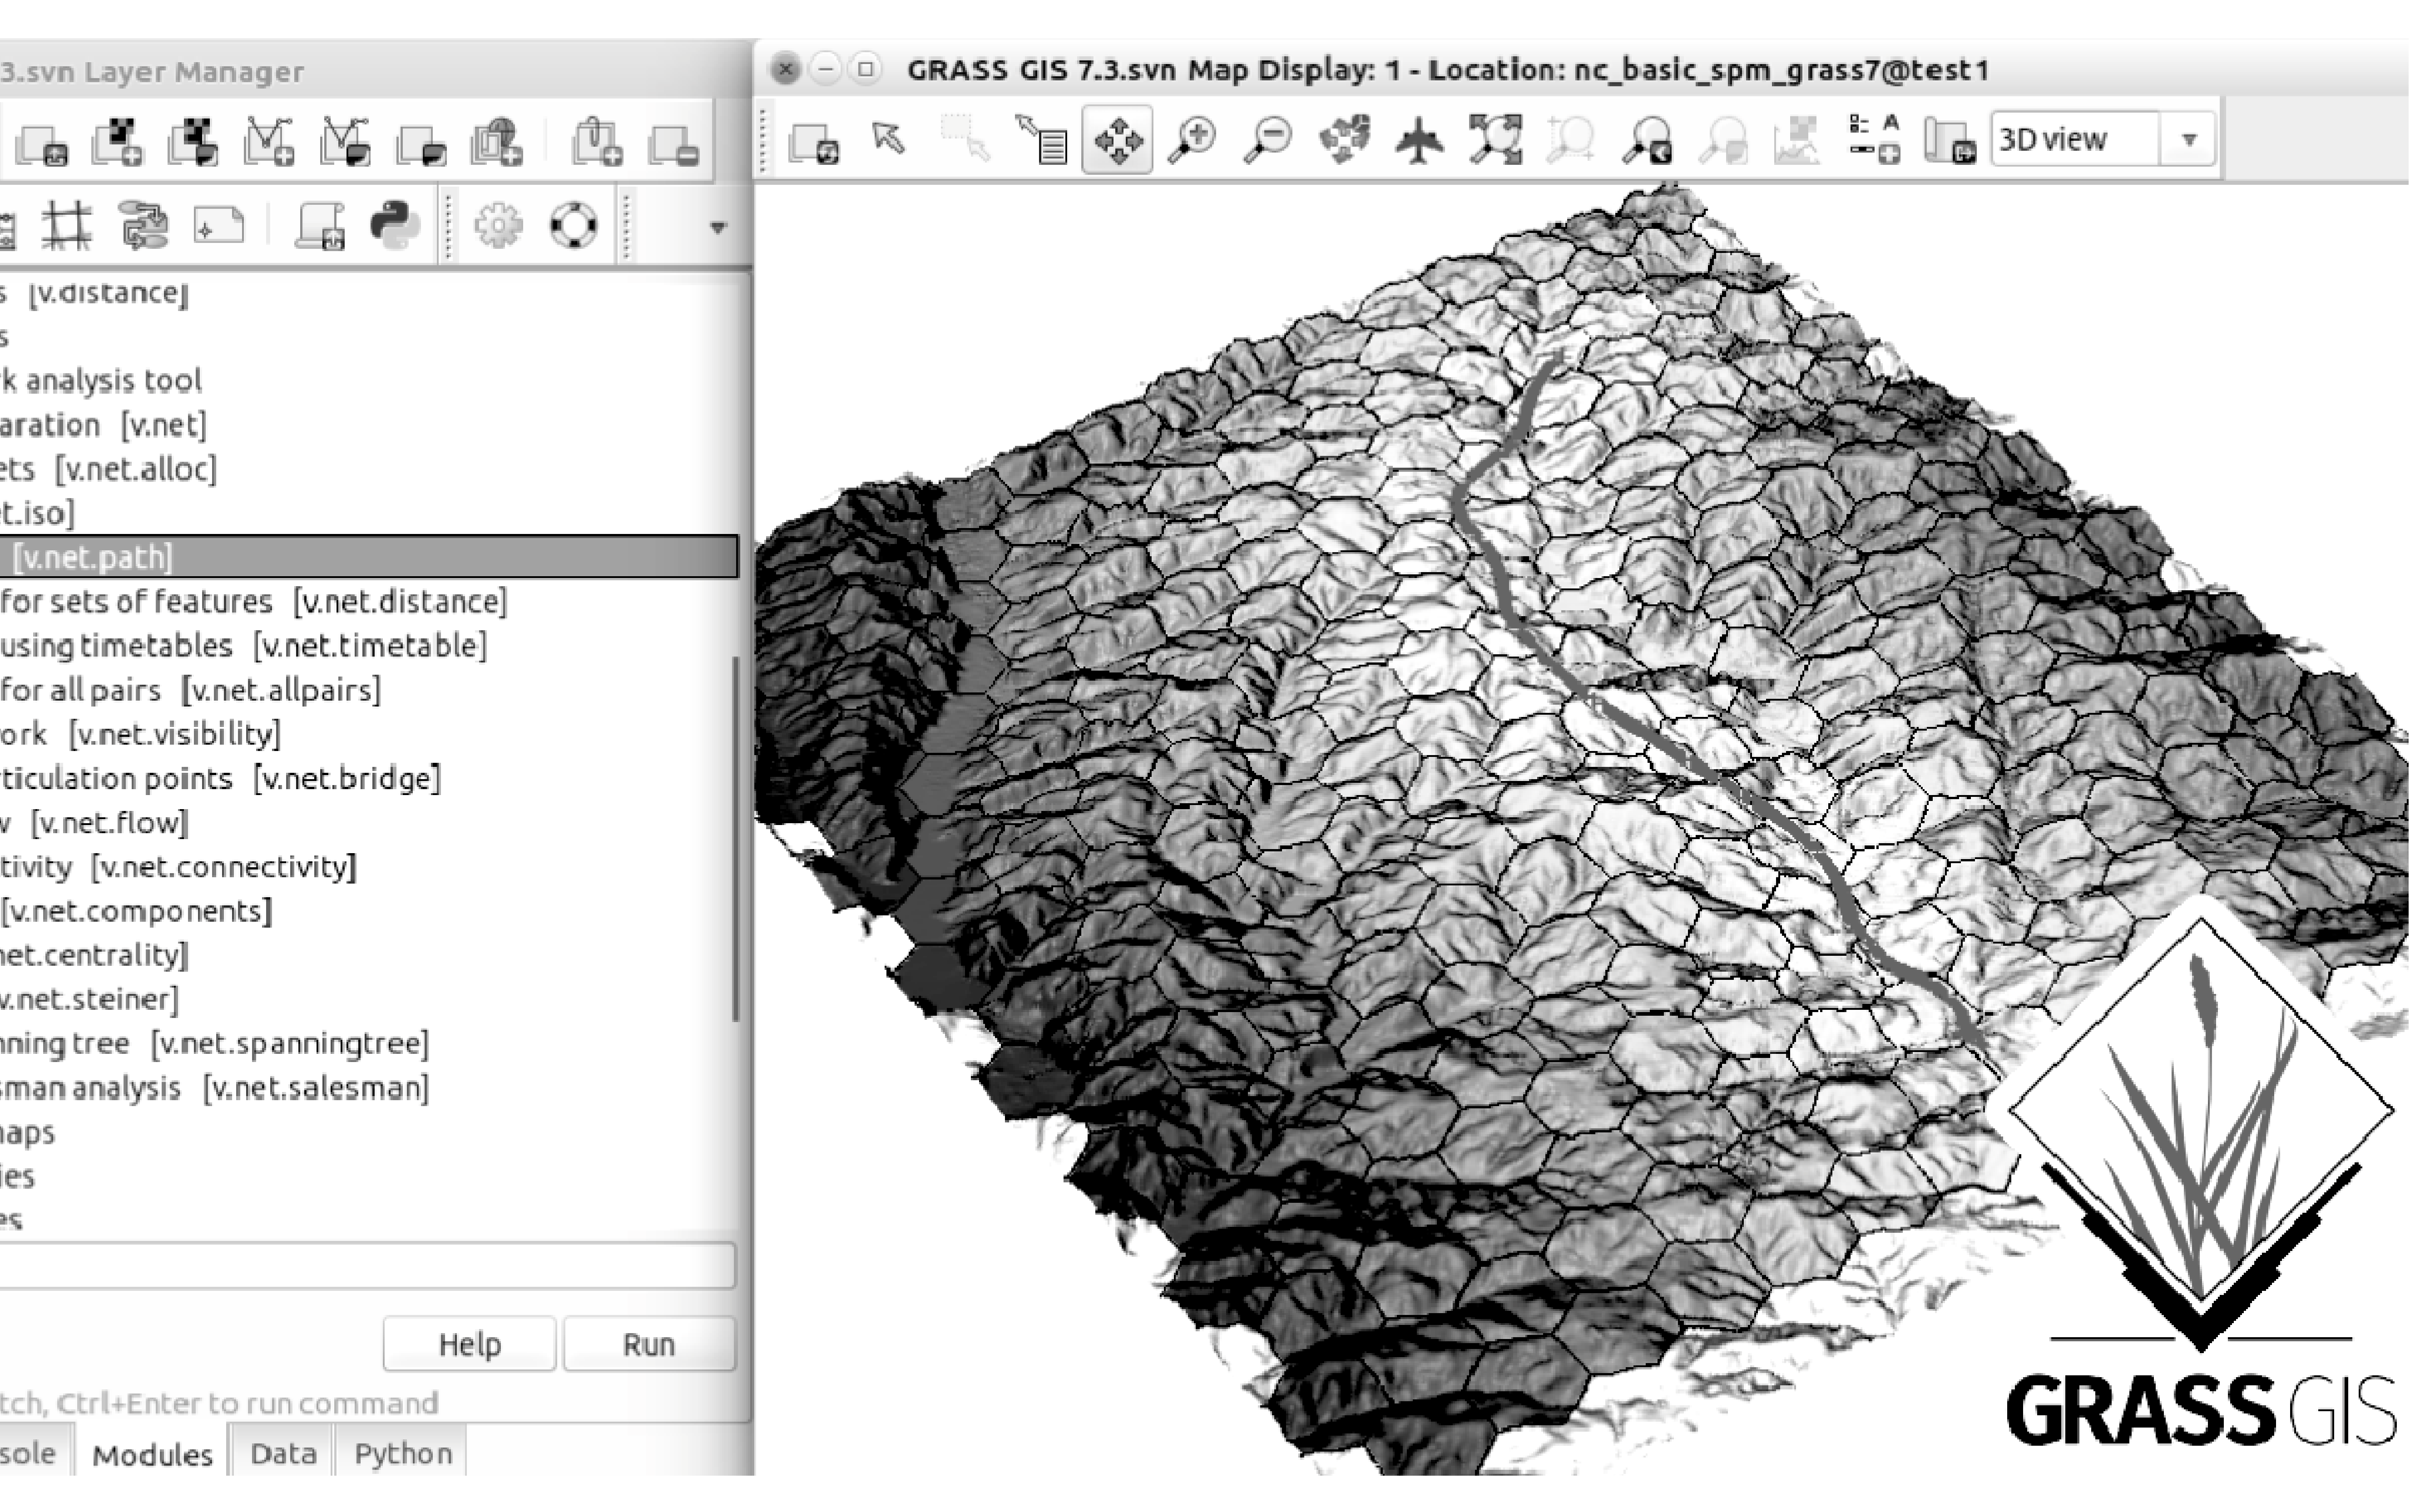 3.svn Layer Manager
s [v.distance]
s
k analysis tool
aration [v.net]
ets [v.net.alloc]
et.iso]
[v.net.path]
for sets of features [v.net.distance]
using timetables [v.net.timetable]
for all pairs [v.net.allpairs]
ork [v.net.visibility]
rticulation points [v.net.bridge]
w [v.net.flow]
tivity [v.net.connectivity]
[v.net.components]
net.centrality]
v.net.steiner]
nning tree [v.net.spanningtree]
sman analysis [v.net.salesman]
naps
ies
es
Help Run
tch, Ctrl+Enter to run command
sole Modules Data Python
GRASS GIS 7.3.svn Map Display: 1 - Location: nc_basic_spm_grass7@test1
3D view
GRASS GIS